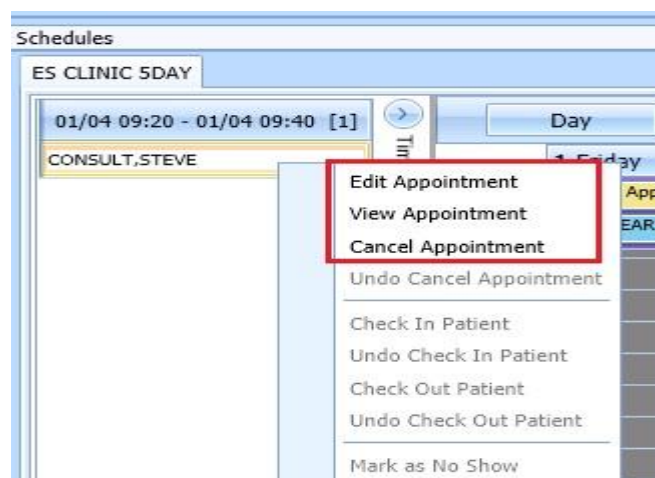 Schedules
ES CLINIC 5DAY
01/04 09:20 - 01/04 09:40 [1]
Day
CONSULT,STEVE
Edit Appointment
View Appointment
Cancel Appointment
Undo Cancel Appointment
Check In Patient
Undo Check In Patient
Check Out Patient
Undo Check Out Patient
Mark as No Show